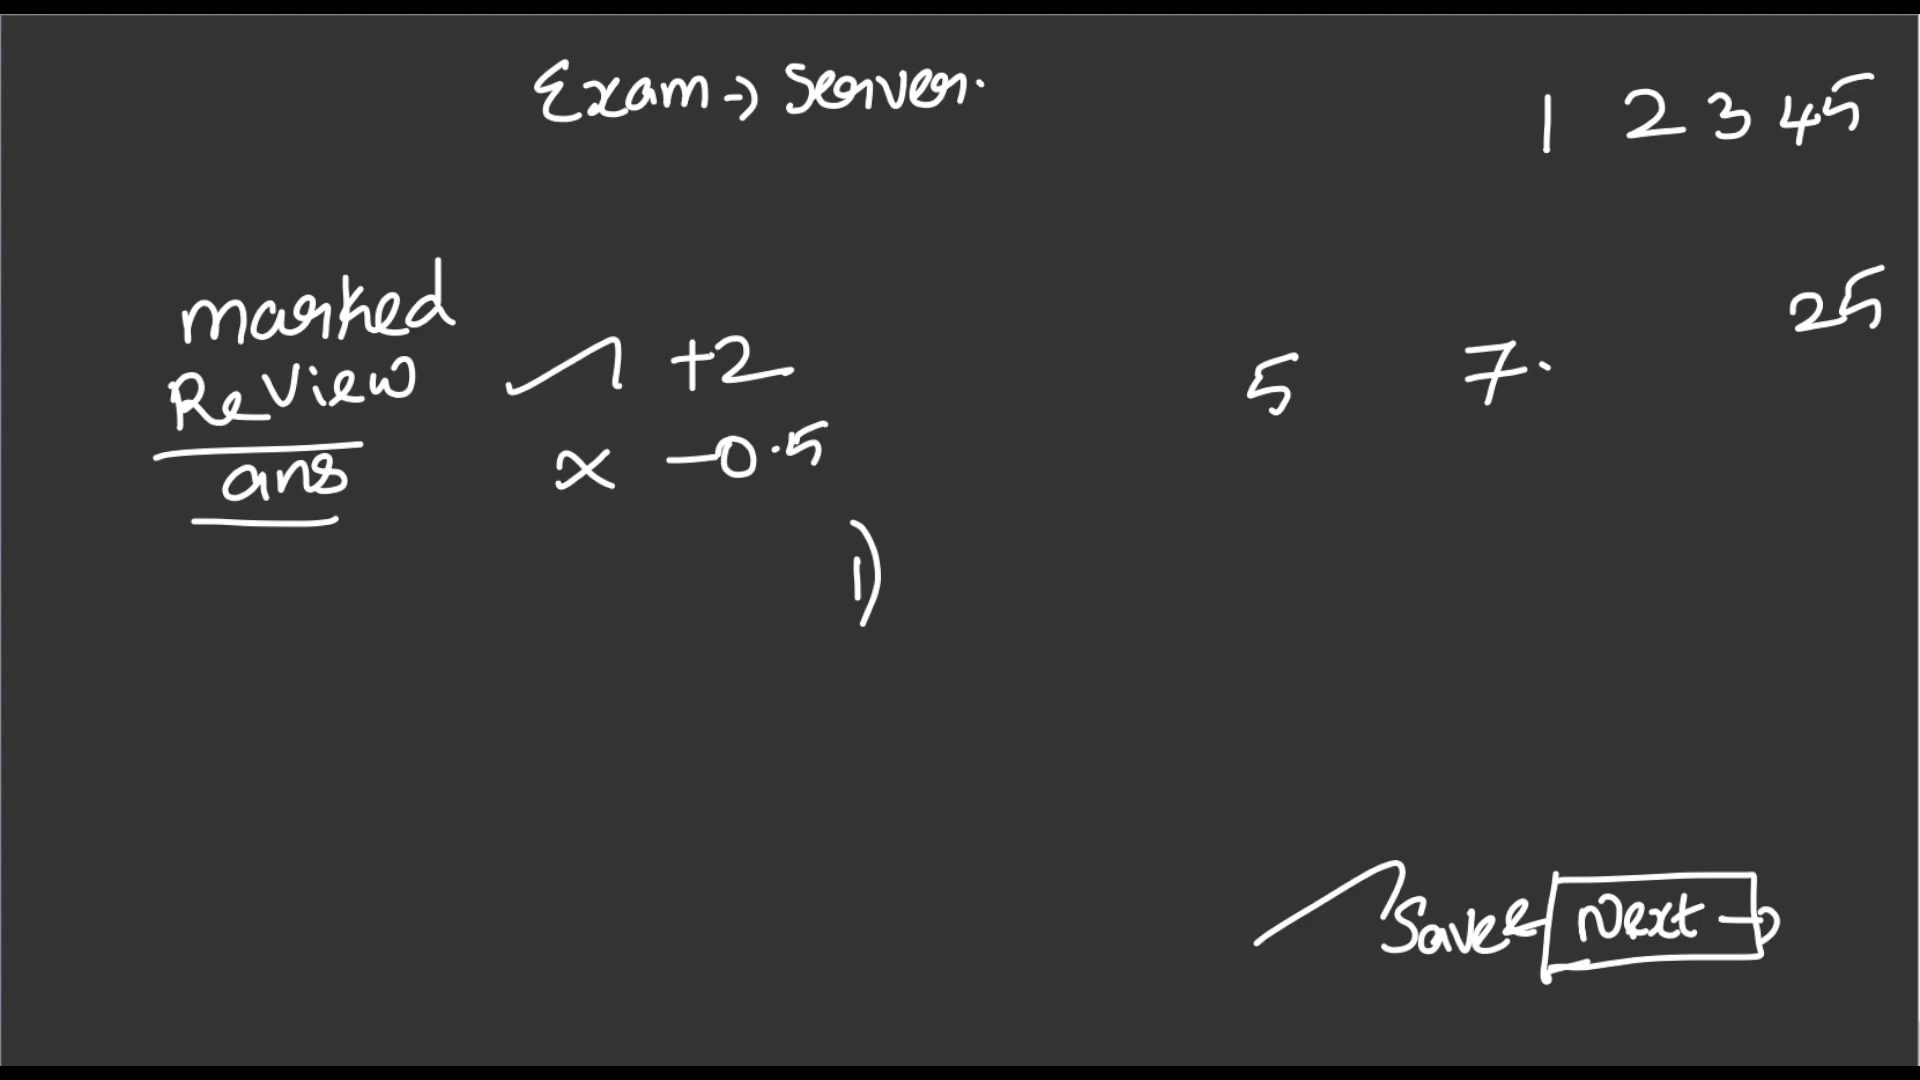 Exam → Server.
1 2 3 4 5
25
marked
Review
+2
5 7.
ans
x -0.5
1)
Save & Next →